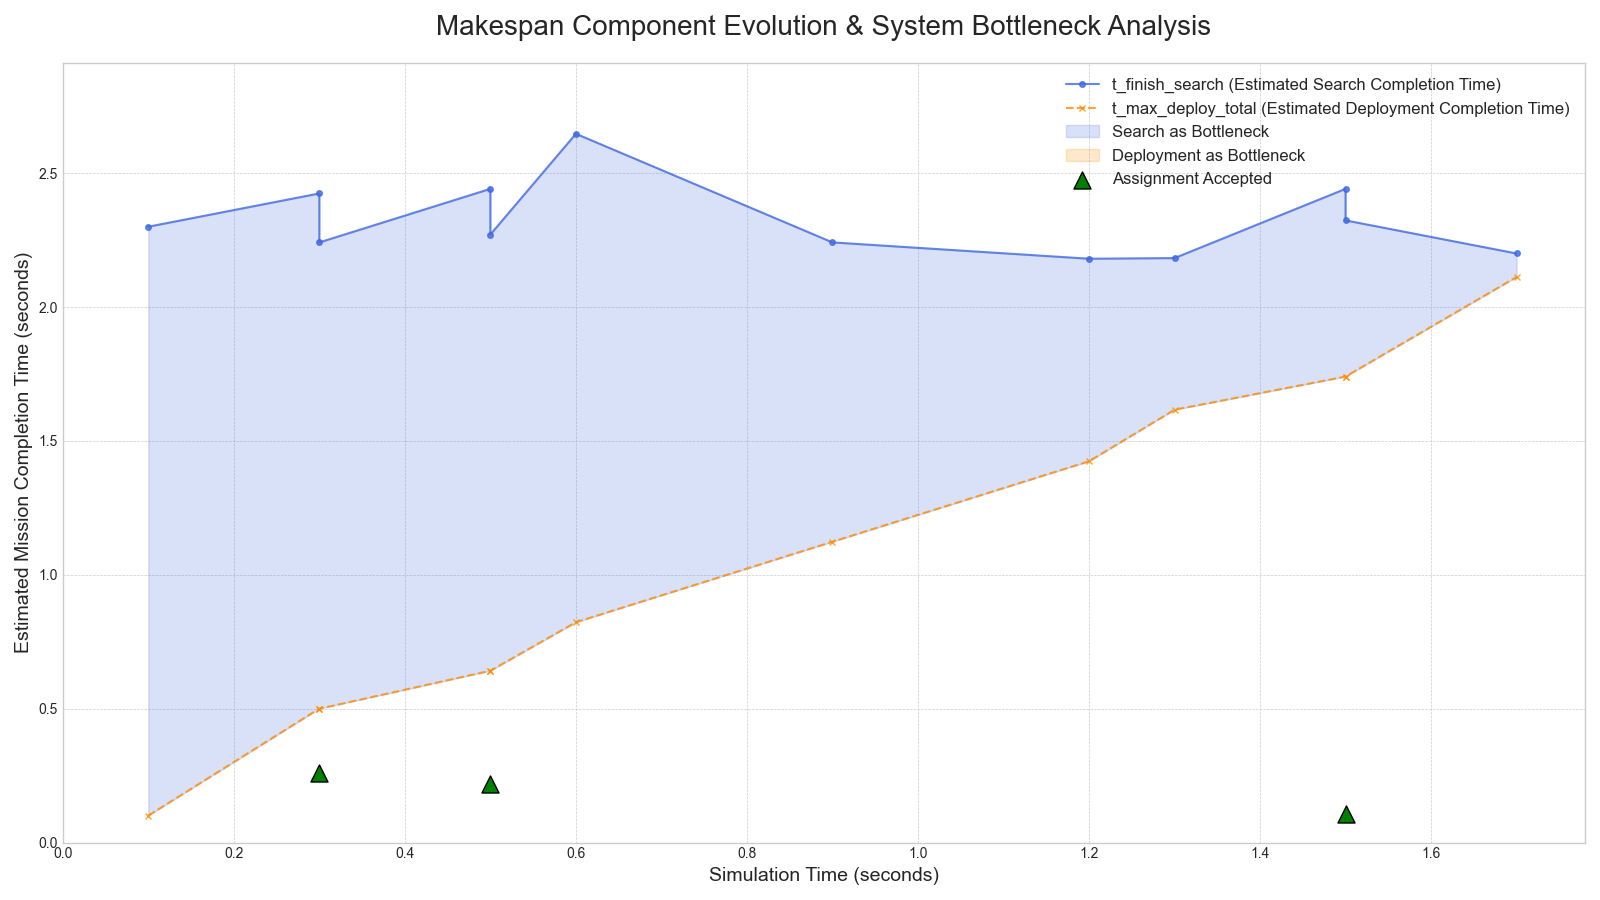 Makespan Component Evolution & System Bottleneck Analysis
t_finish_search (Estimated Search Completion Time)
t_max_deploy_total (Estimated Deployment Completion Time)
Search as Bottleneck
Deployment as Bottleneck
Assignment Accepted
Estimated Mission Completion Time (seconds)
2.5
2.0
1.5
1.0
0.5
0.0
0.0 0.2 0.4 0.6 0.8 1.0 1.2 1.4 1.6
Simulation Time (seconds)